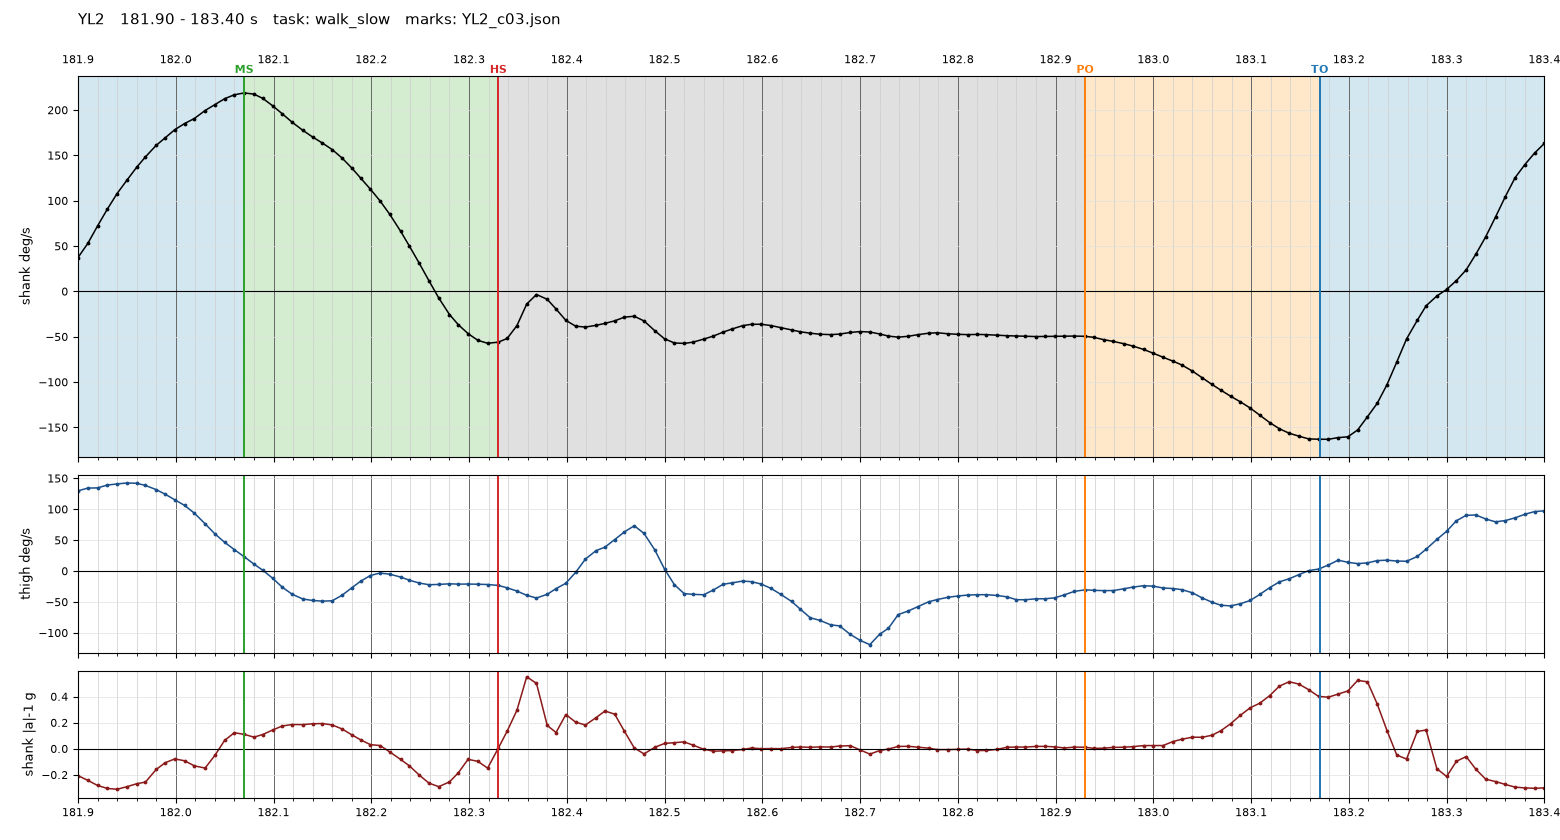 YL2   181.90 - 183.40 s   task: walk_slow   marks: YL2_c03.json
181.9 182.0 182.1 182.2 182.3 182.4 182.5 182.6 182.7 182.8 182.9 183.0 183.1 183.2 183.3 183.4
MS HS PO TO
shank deg/s
200
150
100
50
0
−50
−100
−150
thigh deg/s
150
100
50
0
−50
−100
shank |a|-1 g
0.4
0.2
0.0
−0.2
181.9 182.0 182.1 182.2 182.3 182.4 182.5 182.6 182.7 182.8 182.9 183.0 183.1 183.2 183.3 183.4